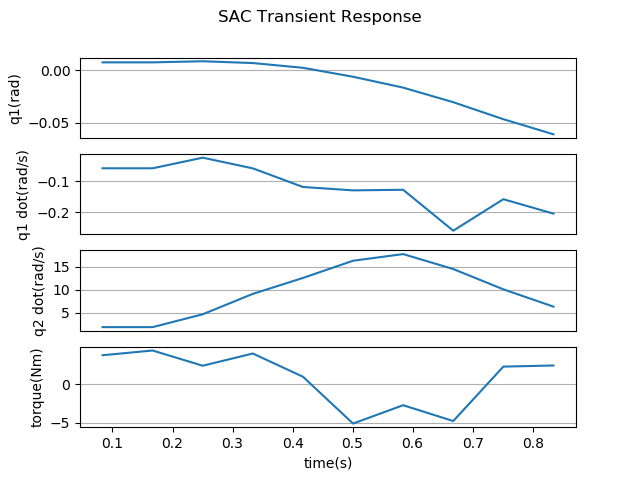 SAC Transient Response
q1(rad)
0.00
−0.05
q1 dot(rad/s)
−0.1
−0.2
q2 dot(rad/s)
15
10
5
torque(Nm)
0
−5
0.1 0.2 0.3 0.4 0.5 0.6 0.7 0.8
time(s)